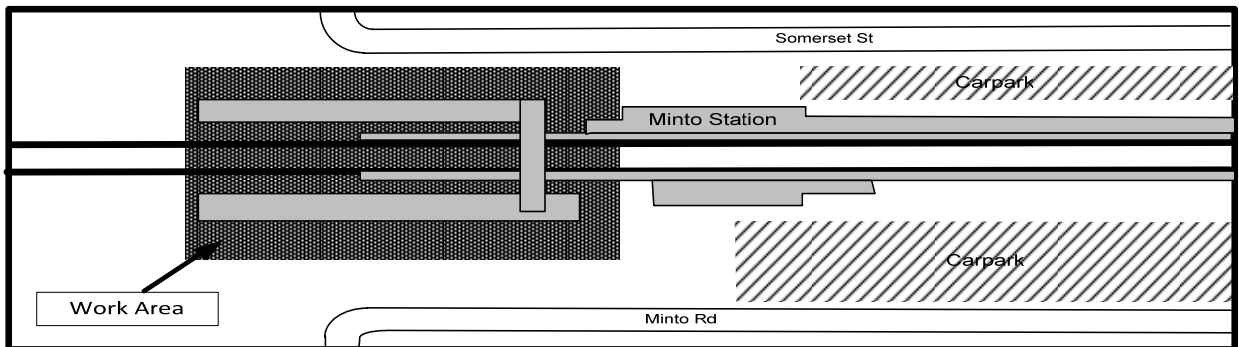 Somerset St
Carpark
Minto Station
Carpark
Work Area
Minto Rd